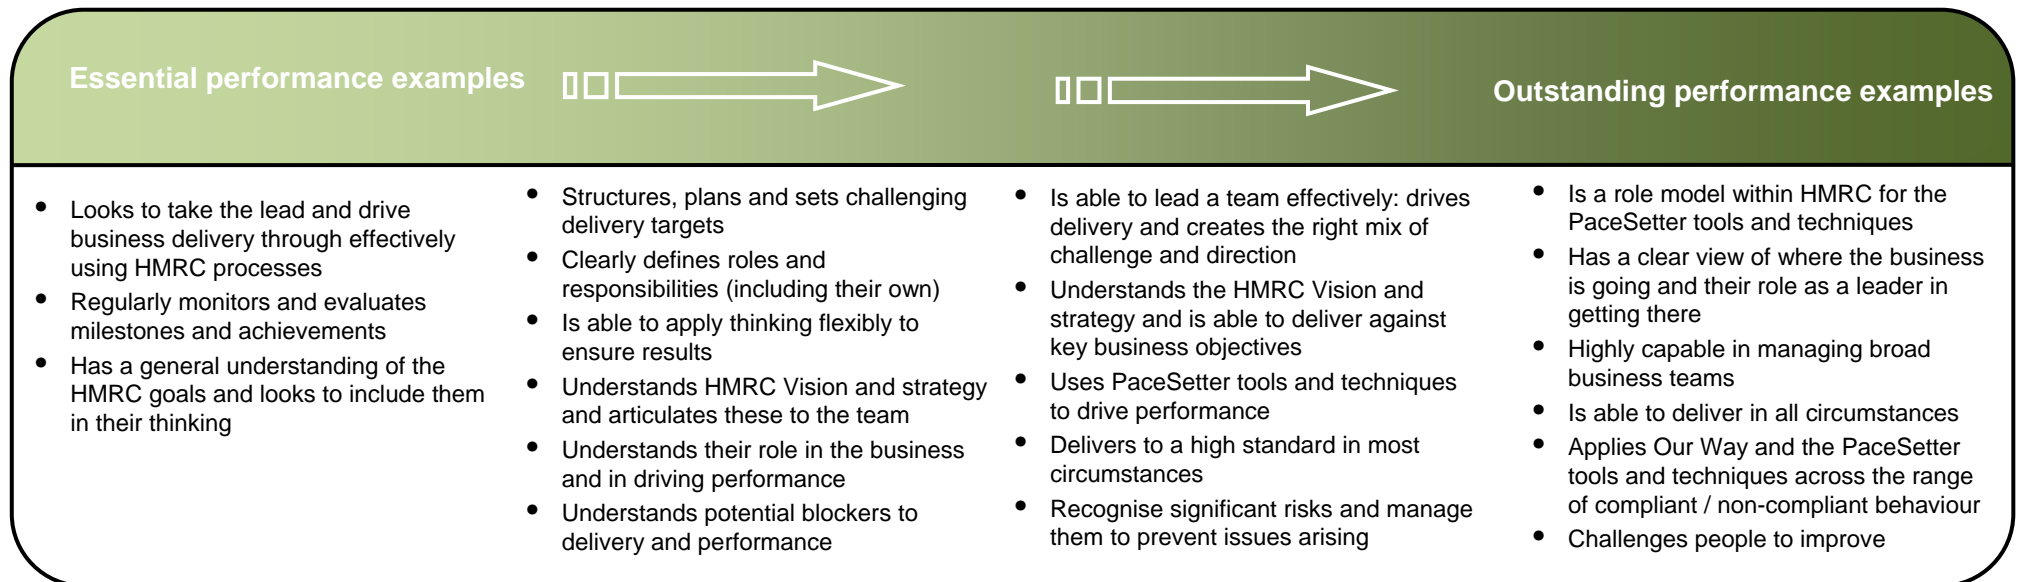 Essential performance examples
Outstanding performance examples
• Looks to take the lead and drive
business delivery through effectively
using HMRC processes
• Regularly monitors and evaluates
milestones and achievements
• Has a general understanding of the
HMRC goals and looks to include them
in their thinking
• Structures, plans and sets challenging
delivery targets
• Clearly defines roles and
responsibilities (including their own)
• Is able to apply thinking flexibly to
ensure results
• Understands HMRC Vision and strategy
and articulates these to the team
• Understands their role in the business
and in driving performance
• Understands potential blockers to
delivery and performance
• Is able to lead a team effectively: drives
delivery and creates the right mix of
challenge and direction
• Understands the HMRC Vision and
strategy and is able to deliver against
key business objectives
• Uses PaceSetter tools and techniques
to drive performance
• Delivers to a high standard in most
circumstances
• Recognise significant risks and manage
them to prevent issues arising
• Is a role model within HMRC for the
PaceSetter tools and techniques
• Has a clear view of where the business
is going and their role as a leader in
getting there
• Highly capable in managing broad
business teams
• Is able to deliver in all circumstances
• Applies Our Way and the PaceSetter
tools and techniques across the range
of compliant / non-compliant behaviour
• Challenges people to improve